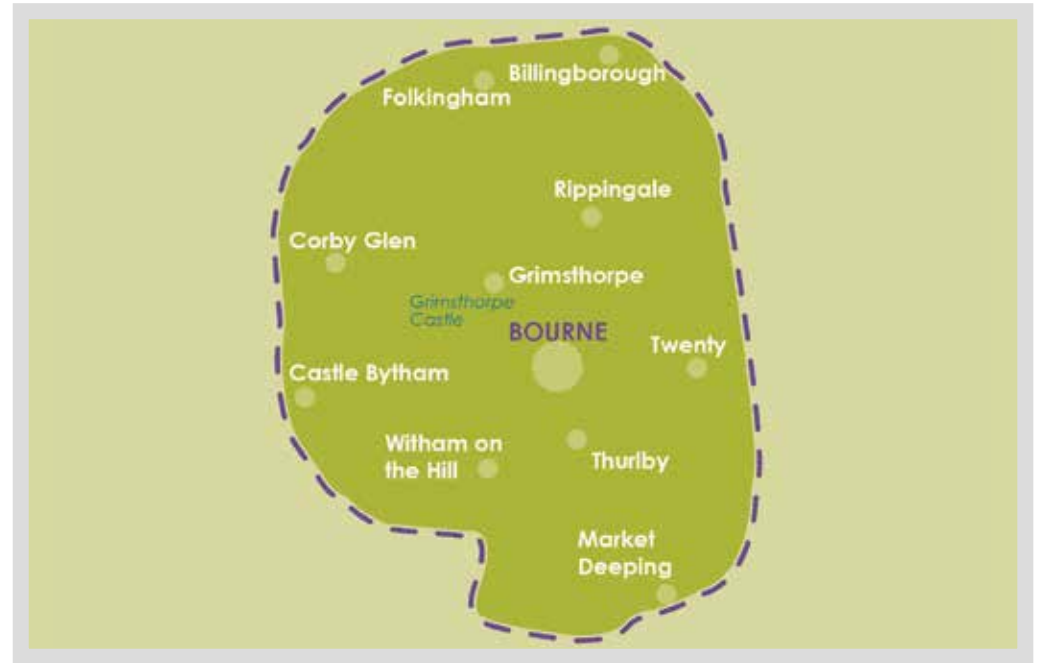 Billingborough
Folkingham
Rippingale
Corby Glen
Grimsthorpe
Grimsthorpe
Castle
BOURNE
Twenty
Castle Bytham
Witham on
the Hill
Thurlby
Market
Deeping